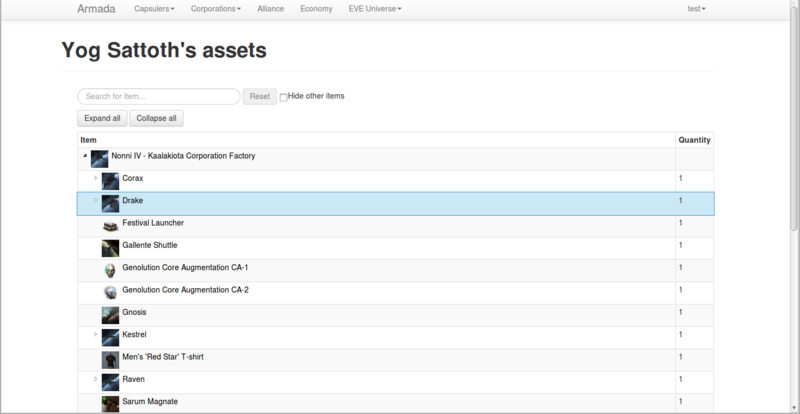 Armada Capsulers Corporations Alliance Economy EVE Universe test
Yog Sattoth's assets
Search for item... Reset Hide other items
Expand all Collapse all
Item Quantity
Nonni IV - Kaalakiota Corporation Factory
Corax 1
Drake 1
Festival Launcher 1
Gallente Shuttle 1
Genolution Core Augmentation CA-1 1
Genolution Core Augmentation CA-2 1
Gnosis 1
Kestrel 1
Men's 'Red Star' T-shirt 1
Raven 1
Sarum Magnate 1